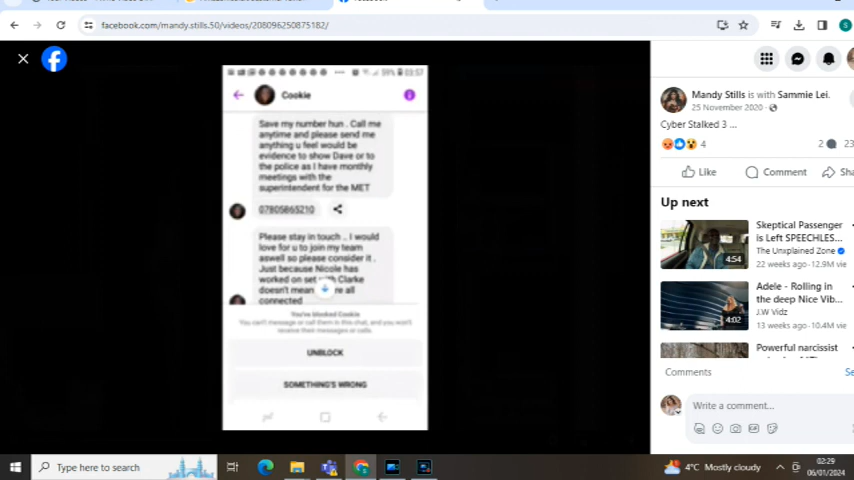 facebook.com/mandy.stills.50/videos/208096250875182/
59% 03:57
Cookie
Save my number hun . Call me
anytime and please send me
anything u feel would be
evidence to show Dave or to
the police as I have monthly
meetings with the
superintendent for the MET
07805865210
Please stay in touch . I would
love for u to join my team
aswell so please consider it .
Just because Nicole has
worked on set with Clarke
doesn't mean re all
connected
You've blocked Cookie
You can't message or call them in this chat, and you won't
receive their messages or calls.
UNBLOCK
SOMETHING'S WRONG
Mandy Stills is with Sammie Lei.
25 November 2020
Cyber Stalked 3 ...
4
2
23
Like
Comment
Sha
Up next
4:54
Skeptical Passenger
is Left SPEECHLES...
The Unxplained Zone
22 weeks ago · 12.9M vie
4:02
Adele - Rolling in
the deep Nice Vib...
J.W Vidz
13 weeks ago · 10.4M vie
Powerful narcissist
Comments
Se
Write a comment...
GIF
Type here to search
4°C Mostly cloudy
02:29
06/01/2024